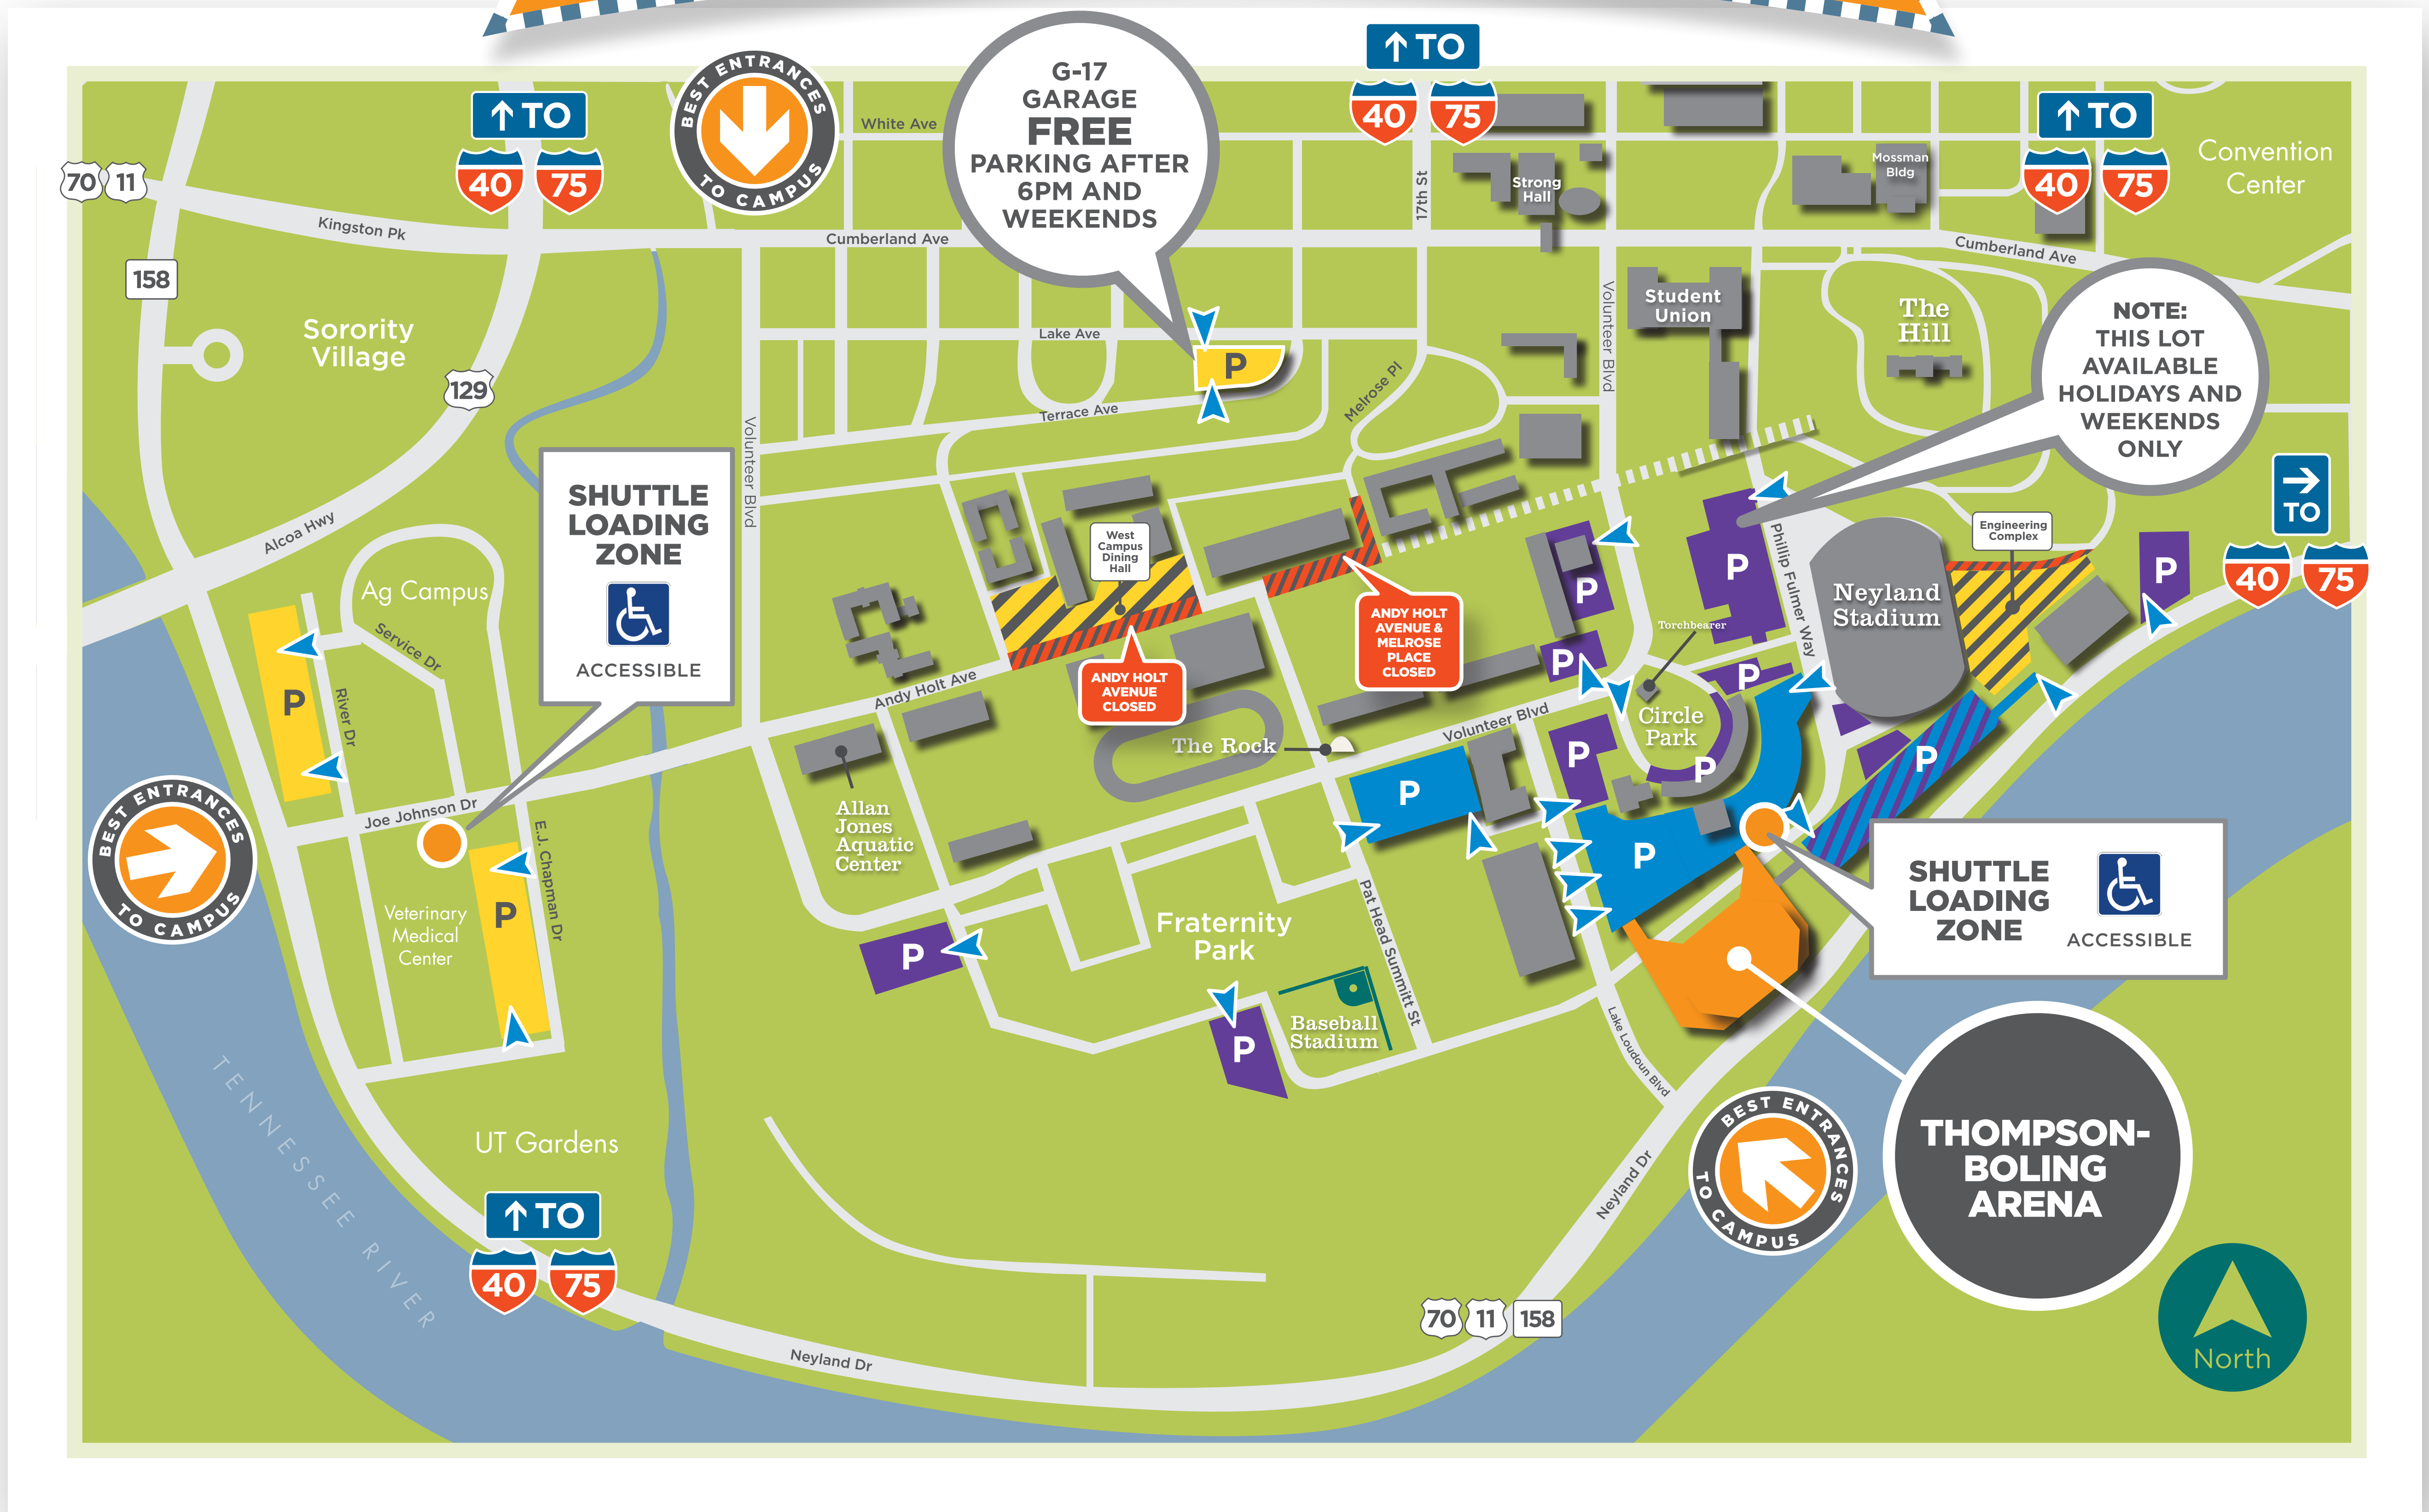 ↑ TO
40 75
BEST ENTRANCES
TO CAMPUS
G-17
GARAGE
FREE
PARKING AFTER
6PM AND
WEEKENDS
↑ TO
40 75
↑ TO
40 75
Convention
Center
White Ave
17th St
Strong
Hall
Mossman
Bldg
70 11
Kingston Pk
Cumberland Ave
Cumberland Ave
158
Sorority
Village
129
Lake Ave
P
Terrace Ave
Melrose Pl
Volunteer Blvd
Student
Union
The
Hill
NOTE:
THIS LOT
AVAILABLE
HOLIDAYS AND
WEEKENDS
ONLY
→
TO
40 75
Volunteer Blvd
SHUTTLE
LOADING
ZONE
ACCESSIBLE
Alcoa Hwy
Ag Campus
Service Dr
River Dr
P
West
Campus
Dining
Hall
ANDY HOLT
AVENUE
CLOSED
ANDY HOLT
AVENUE &
MELROSE
PLACE
CLOSED
P
P
P
Phillip Fulmer Way
Neyland
Stadium
Engineering
Complex
P
Torchbearer
P
Circle
Park
P
P
P
Andy Holt Ave
Volunteer Blvd
The Rock
P
P
Allan
Jones
Aquatic
Center
Joe Johnson Dr
E.J. Chapman Dr
BEST ENTRANCES
TO CAMPUS
Veterinary
Medical
Center
P
P
Fraternity
Park
Pat Head Summitt St
P
Baseball
Stadium
Lake Loudoun Blvd
SHUTTLE
LOADING
ZONE
ACCESSIBLE
THOMPSON-
BOLING
ARENA
BEST ENTRANCES
TO CAMPUS
Neyland Dr
TENNESSEE RIVER
UT Gardens
↑ TO
40 75
Neyland Dr
70 11 158
North